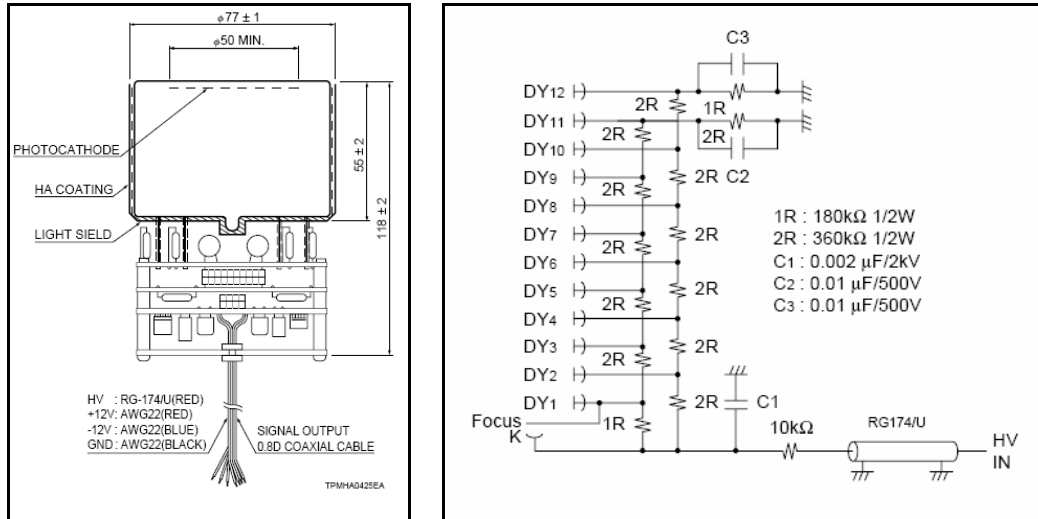 ϕ77 ± 1
ϕ50 MIN.
PHOTOCATHODE
HA COATING
LIGHT SIELD
55 ± 2
118 ± 2
HV : RG-174/U(RED)
+12V: AWG22(RED)
-12V: AWG22(BLUE)
GND : AWG22(BLACK)
SIGNAL OUTPUT
0.8D COAXIAL CABLE
TPMHA0425EA
C3
DY12
2R
1R
DY11
2R
2R
DY10
C2
DY9
2R
2R
DY8
DY7
2R
2R
DY6
DY5
2R
2R
DY4
DY3
2R
2R
DY2
DY1
2R
C1
Focus
K
1R
10kΩ
RG174/U
HV
IN
1R : 180kΩ 1/2W
2R : 360kΩ 1/2W
C1 : 0.002 µF/2kV
C2 : 0.01 µF/500V
C3 : 0.01 µF/500V